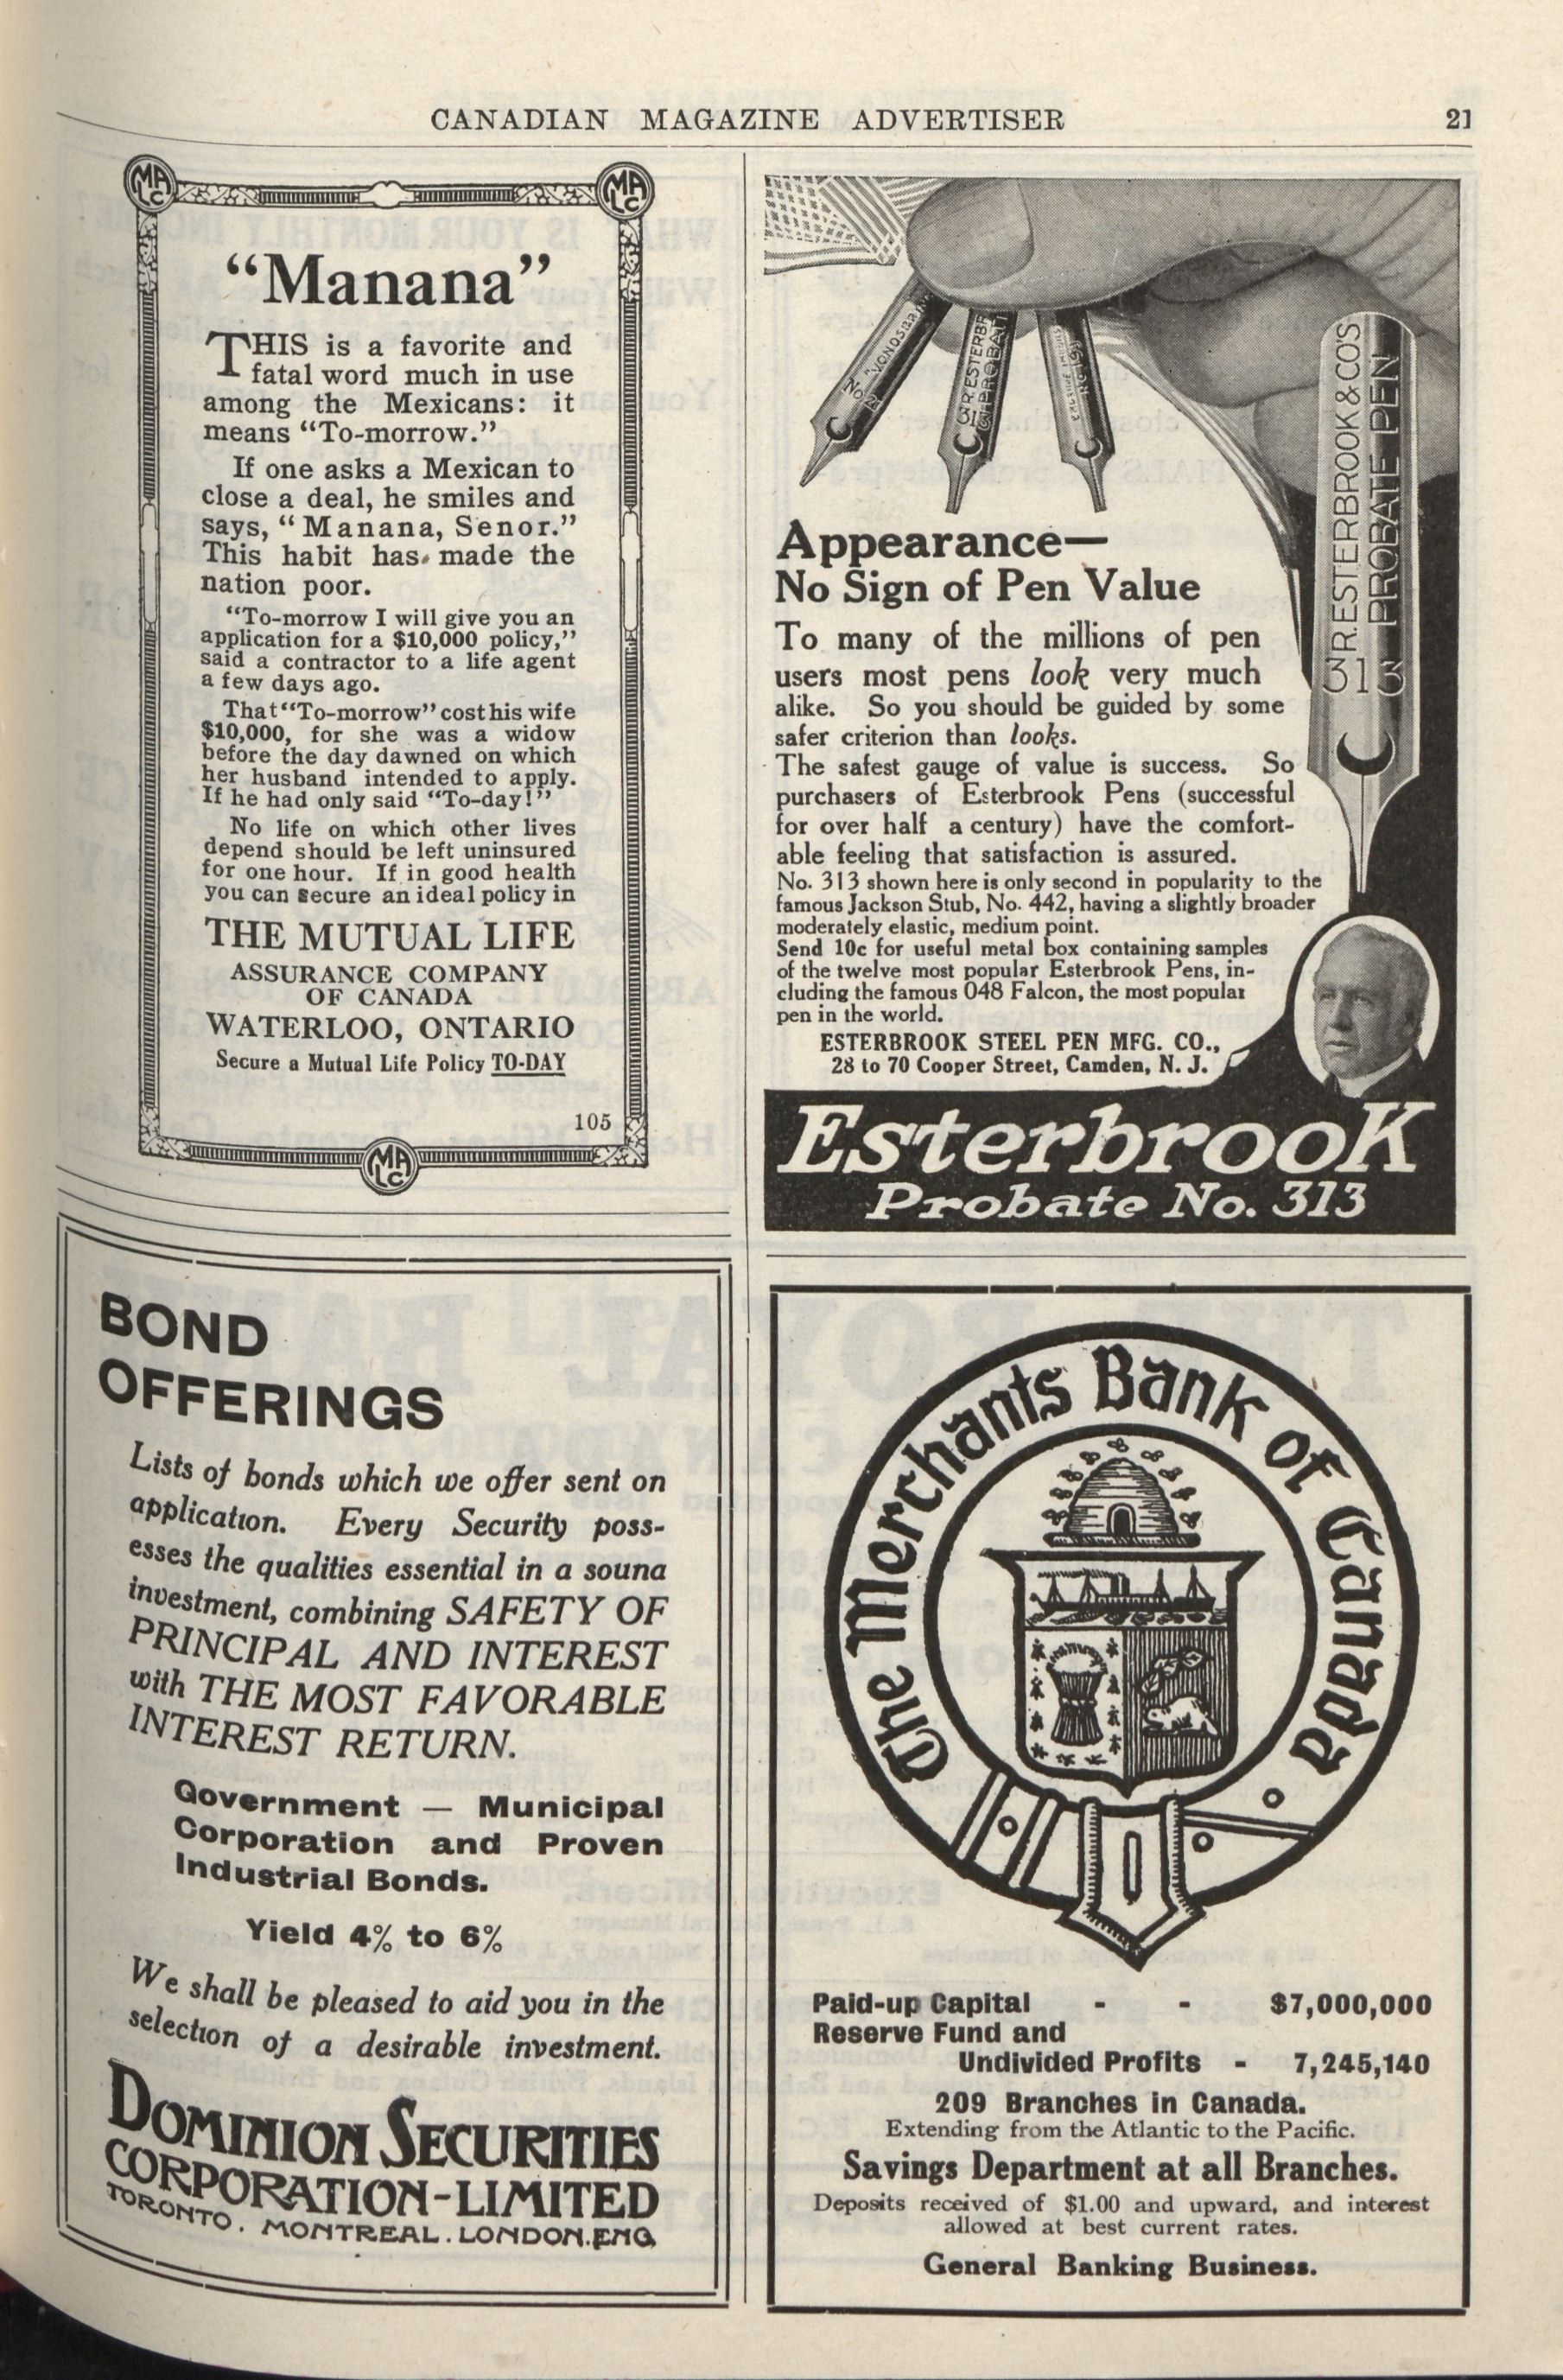 CANADIAN MAGAZINE ADVERTISER 21
MALC
MALC
“Manana”
THIS is a favorite and
fatal word much in use
among the Mexicans: it
means “To-morrow.”
If one asks a Mexican to
close a deal, he smiles and
says, “Manana, Senor.”
This habit has made the
nation poor.
“To-morrow I will give you an
application for a $10,000 policy,”
said a contractor to a life agent
a few days ago.
That “To-morrow” cost his wife
$10,000, for she was a widow
before the day dawned on which
her husband intended to apply.
If he had only said “To-day!”
No life on which other lives
depend should be left uninsured
for one hour. If in good health
you can secure an ideal policy in
THE MUTUAL LIFE
ASSURANCE COMPANY
OF CANADA
WATERLOO, ONTARIO
Secure a Mutual Life Policy TO-DAY
105
MALC
R.ESTERBROOK & CO'S
PROBATE PEN
313
Appearance—
No Sign of Pen Value
To many of the millions of pen
users most pens look very much
alike. So you should be guided by some
safer criterion than looks.
The safest gauge of value is success. So
purchasers of Esterbrook Pens (successful
for over half a century) have the comfort-
able feeling that satisfaction is assured.
No. 313 shown here is only second in popularity to the
famous Jackson Stub, No. 442, having a slightly broader
moderately elastic, medium point.
Send 10c for useful metal box containing samples
of the twelve most popular Esterbrook Pens, in-
cluding the famous 048 Falcon, the most popular
pen in the world.
ESTERBROOK STEEL PEN MFG. CO.,
28 to 70 Cooper Street, Camden, N. J.
Esterbrook
Probate No. 313
BOND
OFFERINGS
Lists of bonds which we offer sent on
application. Every Security poss-
esses the qualities essential in a sound
investment, combining SAFETY OF
PRINCIPAL AND INTEREST
with THE MOST FAVORABLE
INTEREST RETURN.
Government — Municipal
Corporation and Proven
Industrial Bonds.
Yield 4% to 6%
We shall be pleased to aid you in the
selection of a desirable investment.
DOMINION SECURITIES
CORPORATION-LIMITED
TORONTO. MONTREAL. LONDON.ENG.
The Merchants Bank of Canada
Paid-up Capital - - $7,000,000
Reserve Fund and
Undivided Profits - 7,245,140
209 Branches in Canada.
Extending from the Atlantic to the Pacific.
Savings Department at all Branches.
Deposits received of $1.00 and upward, and interest
allowed at best current rates.
General Banking Business.